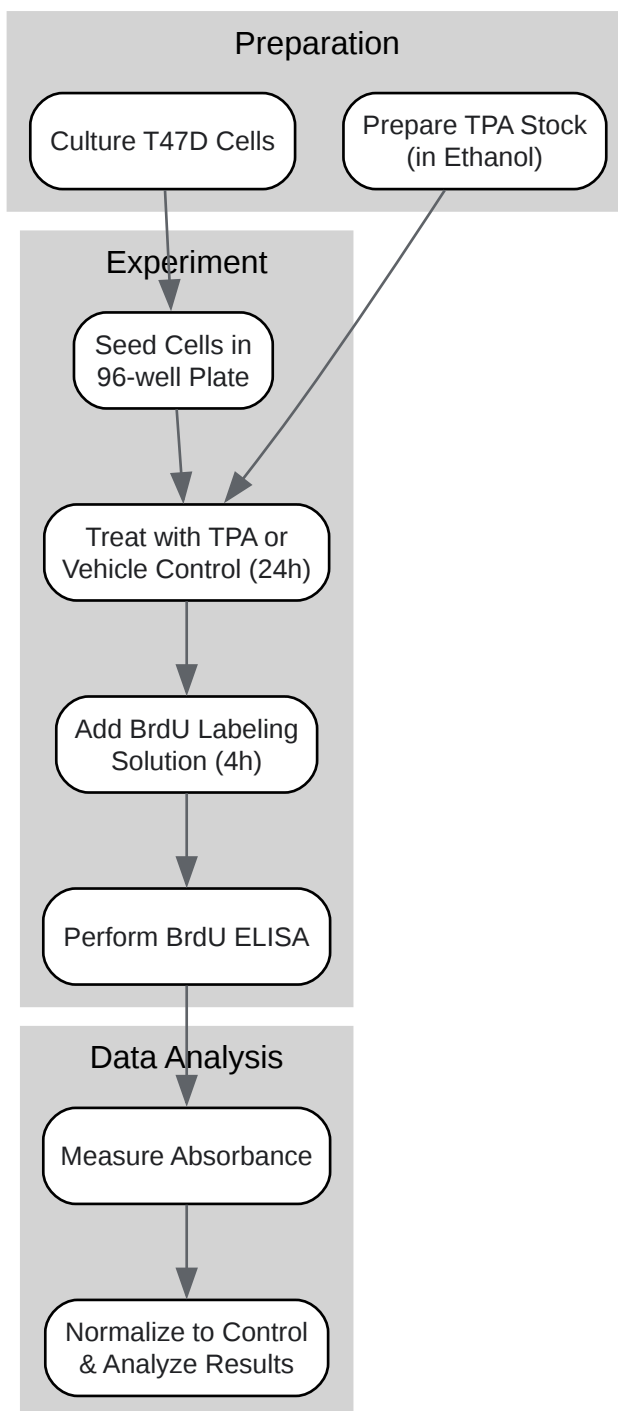 Preparation
Culture T47D Cells
Prepare TPA Stock
(in Ethanol)
Experiment
Seed Cells in
96-well Plate
Treat with TPA or
Vehicle Control (24h)
Add BrdU Labeling
Solution (4h)
Perform BrdU ELISA
Data Analysis
Measure Absorbance
Normalize to Control
& Analyze Results